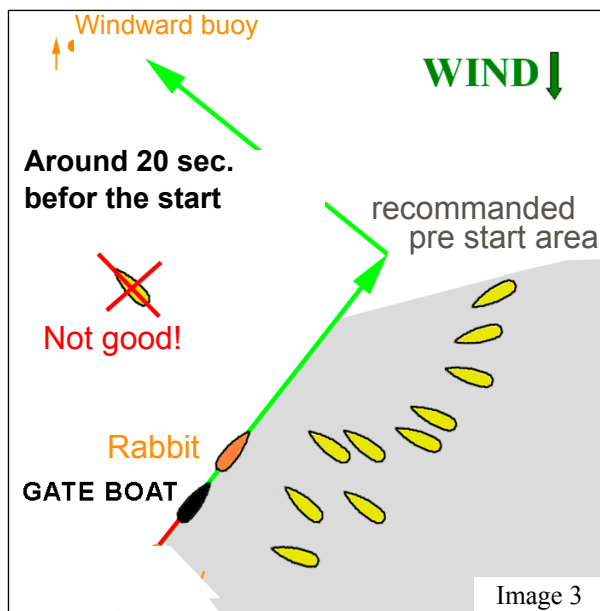 Windward buoy
WIND
Around 20 sec.
befor the start
recommanded
pre start area
Not good!
Rabbit
GATE BOAT
Image 3